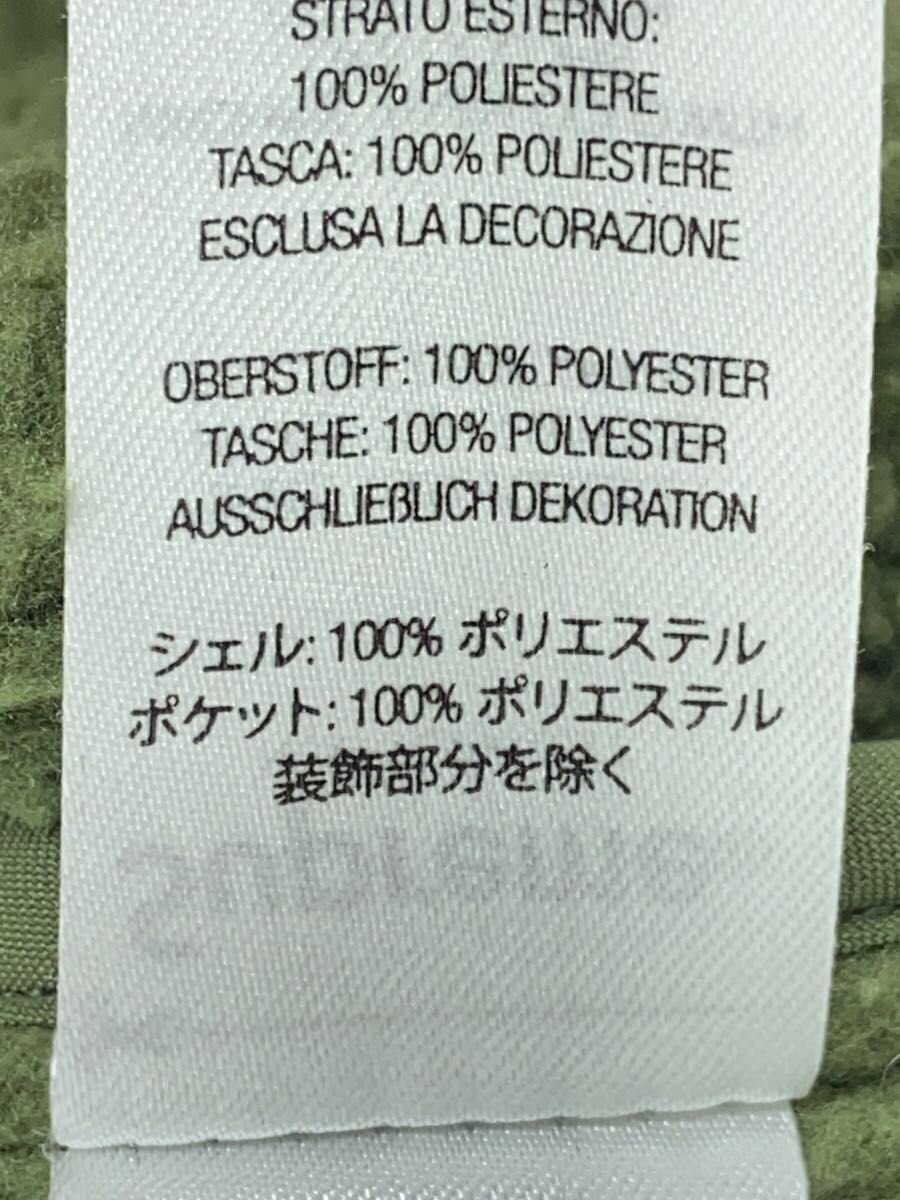 STRATO ESTERNO:
100% POLIESTERE
TASCA: 100% POLIESTERE
ESCLUSA LA DECORAZIONE
OBERSTOFF: 100% POLYESTER
TASCHE: 100% POLYESTER
AUSSCHLIEßLICH DEKORATION
シェル: 100% ポリエステル
ポケット: 100% ポリエステル
装飾部分を除く